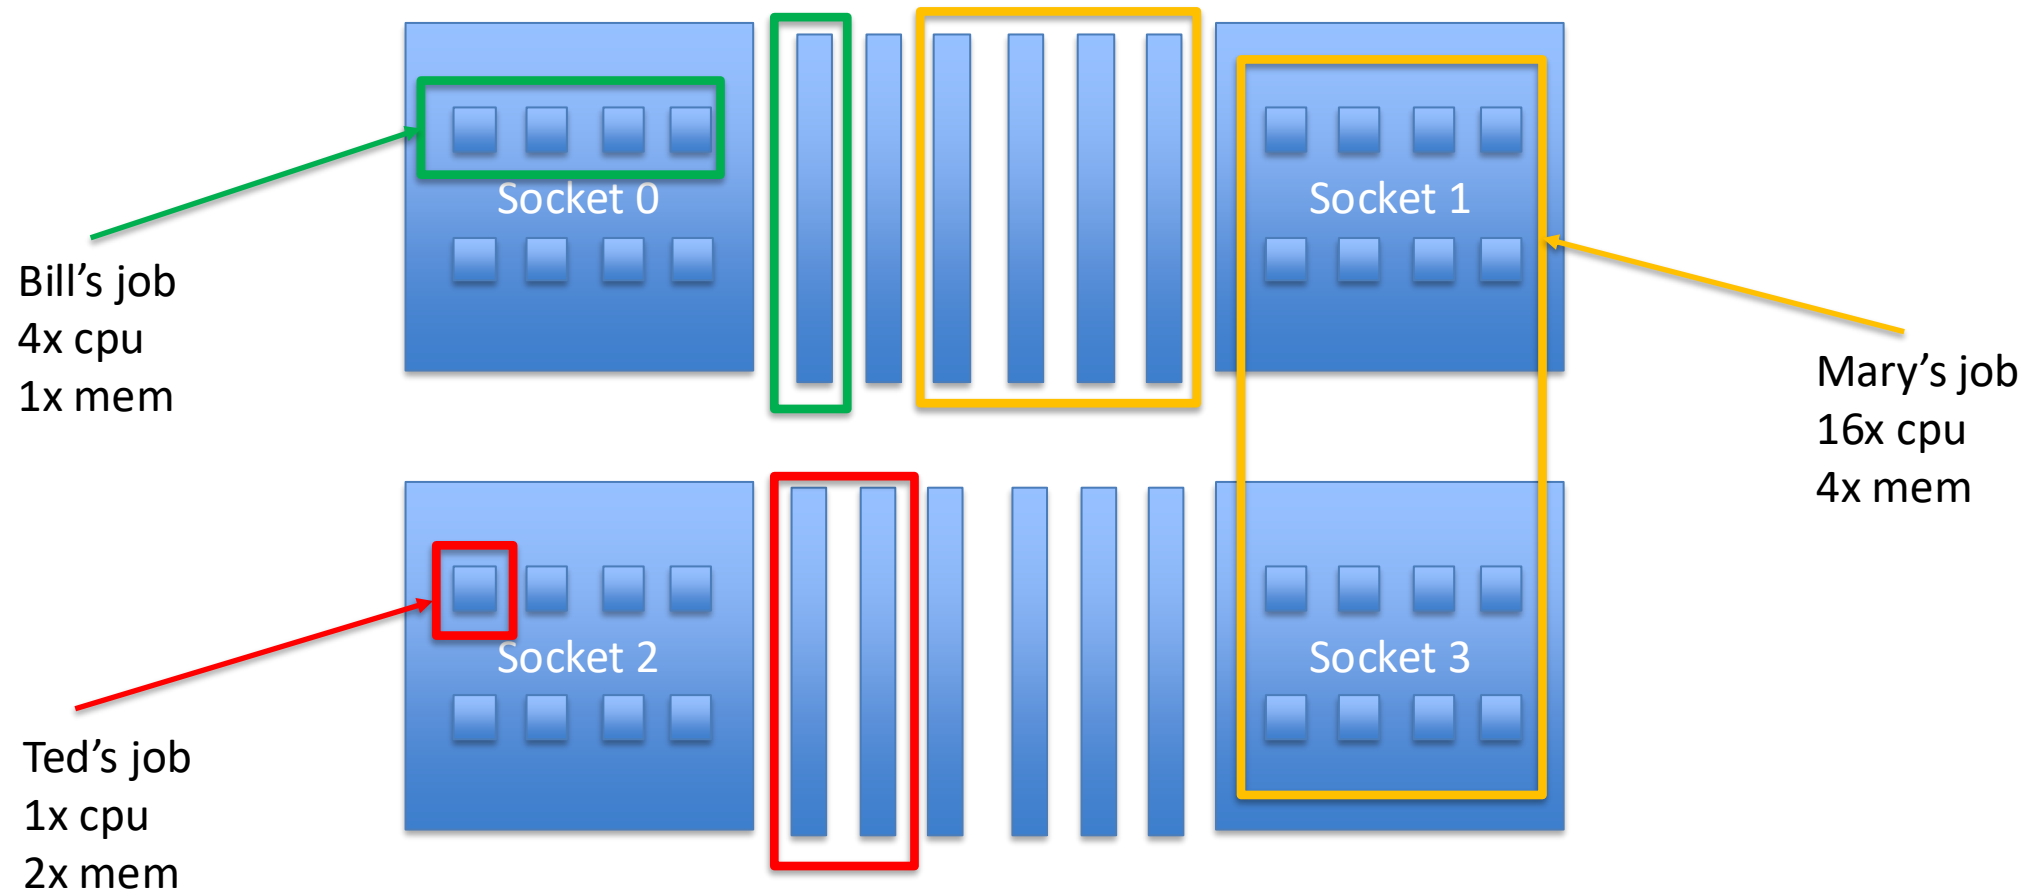 Socket 0
Socket 1
Bill’s job
4x cpu
1x mem
Mary’s job
16x cpu
4x mem
Socket 2
Socket 3
Ted’s job
1x cpu
2x mem